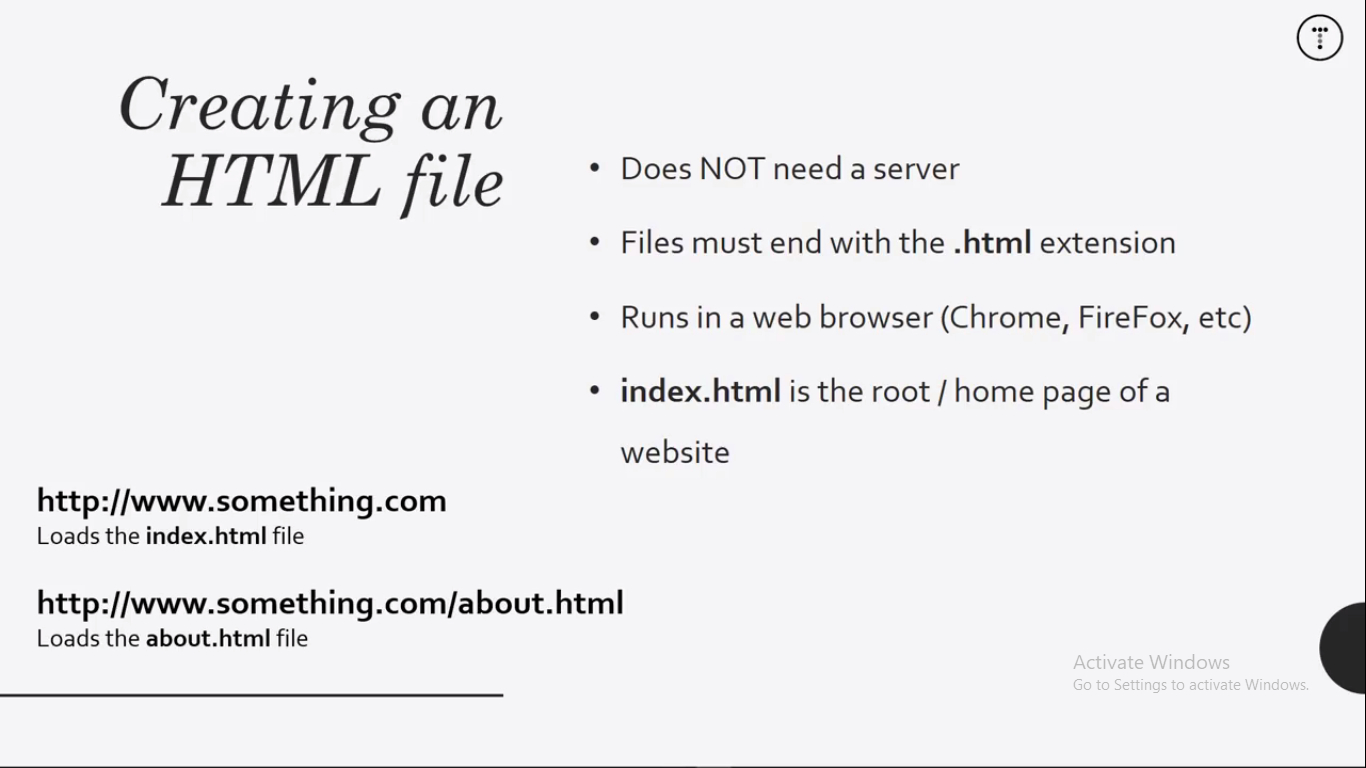 Creating an
HTML file
• Does NOT need a server
• Files must end with the .html extension
• Runs in a web browser (Chrome, FireFox, etc)
• index.html is the root / home page of a
website
http://www.something.com
Loads the index.html file
http://www.something.com/about.html
Loads the about.html file
Activate Windows
Go to Settings to activate Windows.
T